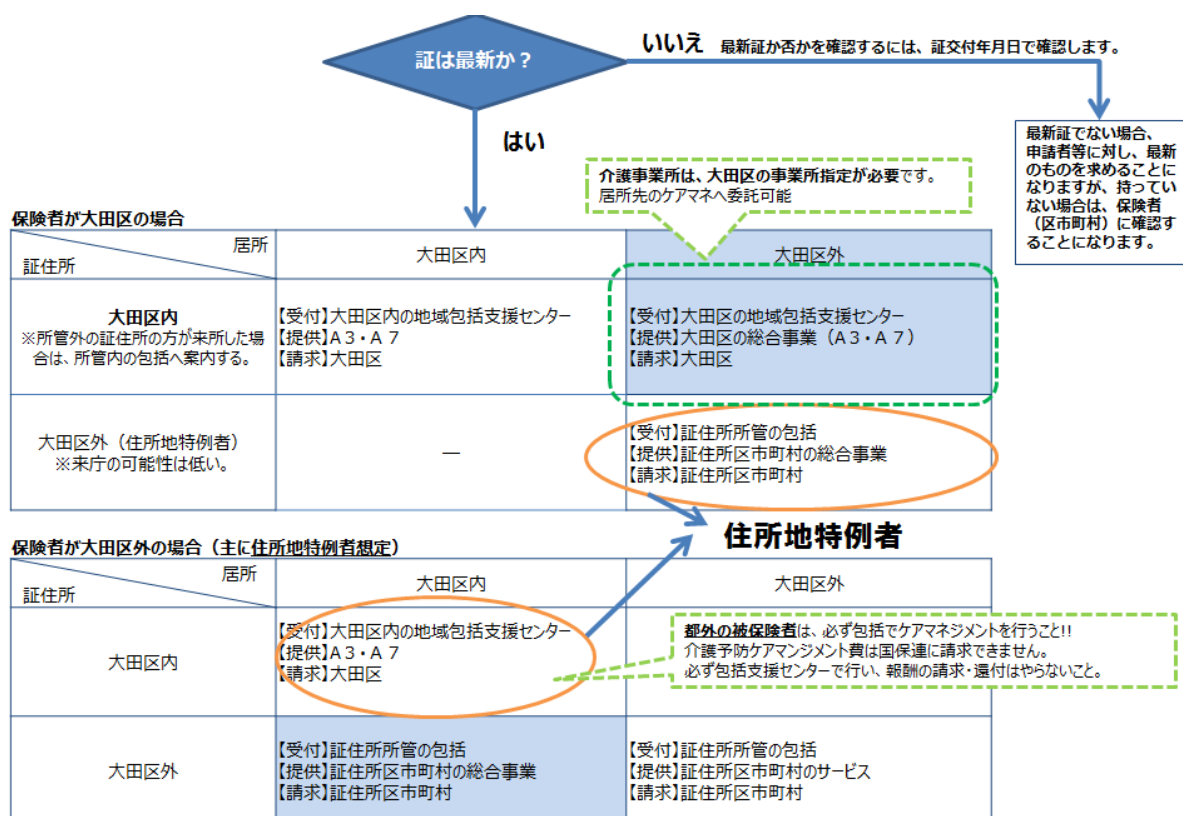 証は最新か？
いいえ 最新証か否かを確認するには、証交付年月日で確認します。
はい
最新証でない場合、
申請者等に対し、最新
のものを求めることに
なりますが、持ってい
ない場合は、保険者
（区市町村）に確認す
ることになります。
介護事業所は、大田区の事業所指定が必要です。
居所先のケアマネへ委託可能
保険者が大田区の場合
居所
証住所
大田区内
大田区外
大田区内
※所管外の証住所の方が来所した場
合は、所管内の包括へ案内する。
【受付】大田区内の地域包括支援センター
【提供】Ａ３・Ａ７
【請求】大田区
【受付】大田区の地域包括支援センター
【提供】大田区の総合事業（Ａ３・Ａ７）
【請求】大田区
大田区外（住所地特例者）
※来庁の可能性は低い。
―
【受付】証住所所管の包括
【提供】証住所区市町村の総合事業
【請求】証住所区市町村
住所地特例者
保険者が大田区外の場合（主に住所地特例者想定）
居所
証住所
大田区内
大田区外
大田区内
【受付】大田区内の地域包括支援センター
【提供】Ａ３・Ａ７
【請求】大田区
都外の被保険者は、必ず包括でケアマネジメントを行うこと!!
介護予防ケアマンジメント費は国保連に請求できません。
必ず包括支援センターで行い、報酬の請求・還付はやらないこと。
大田区外
【受付】証住所所管の包括
【提供】証住所区市町村の総合事業
【請求】証住所区市町村
【受付】証住所所管の包括
【提供】証住所区市町村のサービス
【請求】証住所区市町村